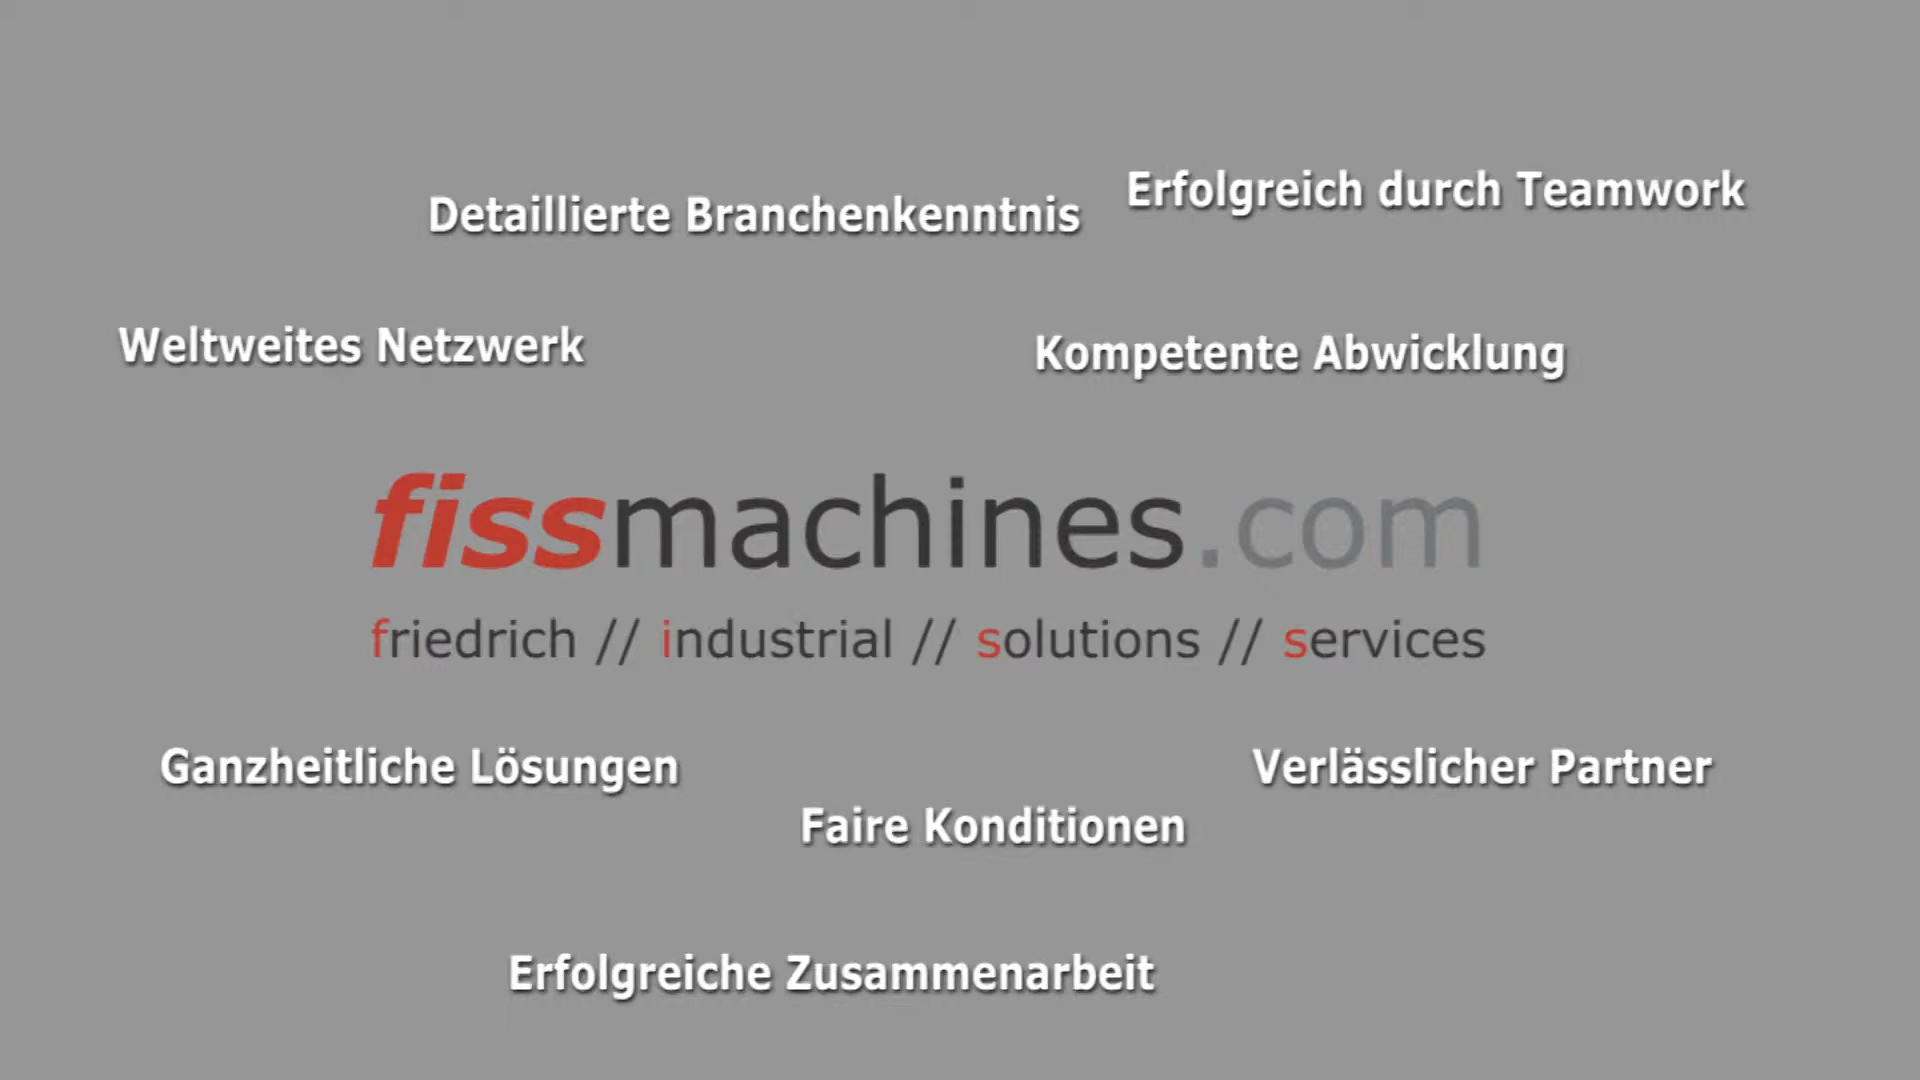 Erfolgreich durch Teamwork
Detaillierte Branchenkenntnis
Weltweites Netzwerk
Kompetente Abwicklung
fissmachines.com
friedrich // industrial // solutions // services
Ganzheitliche Lösungen
Verlässlicher Partner
Faire Konditionen
Erfolgreiche Zusammenarbeit